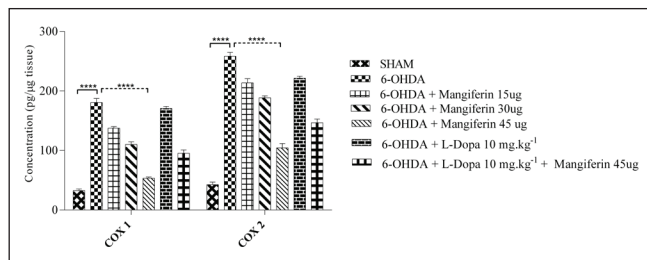 Concentration (pg/µg tissue)
300
200
100
0
****
****
****
****
COX 1
COX 2
SHAM
6-OHDA
6-OHDA + Mangiferin 15ug
6-OHDA + Mangiferin 30ug
6-OHDA + Mangiferin 45 ug
6-OHDA + L-Dopa 10 mg.kg⁻¹
6-OHDA + L-Dopa 10 mg.kg⁻¹ + Mangiferin 45ug